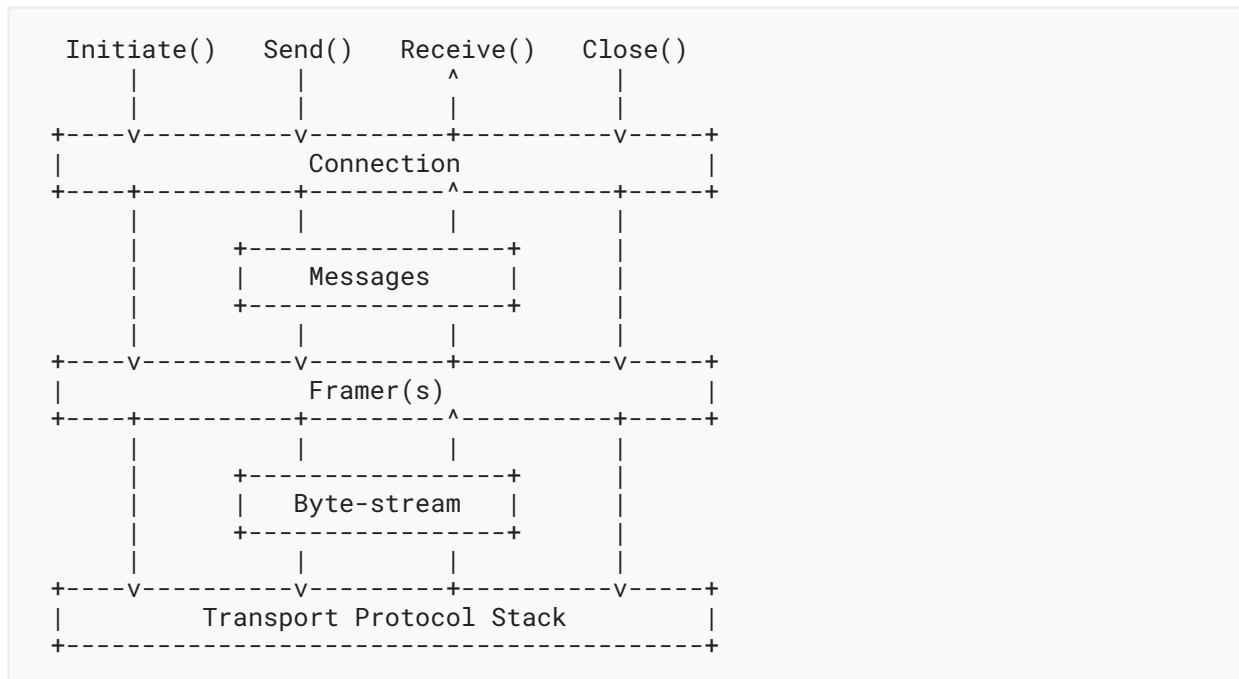 Initiate() Send() Receive() Close()
Connection
Messages
Framer(s)
Byte-stream
Transport Protocol Stack